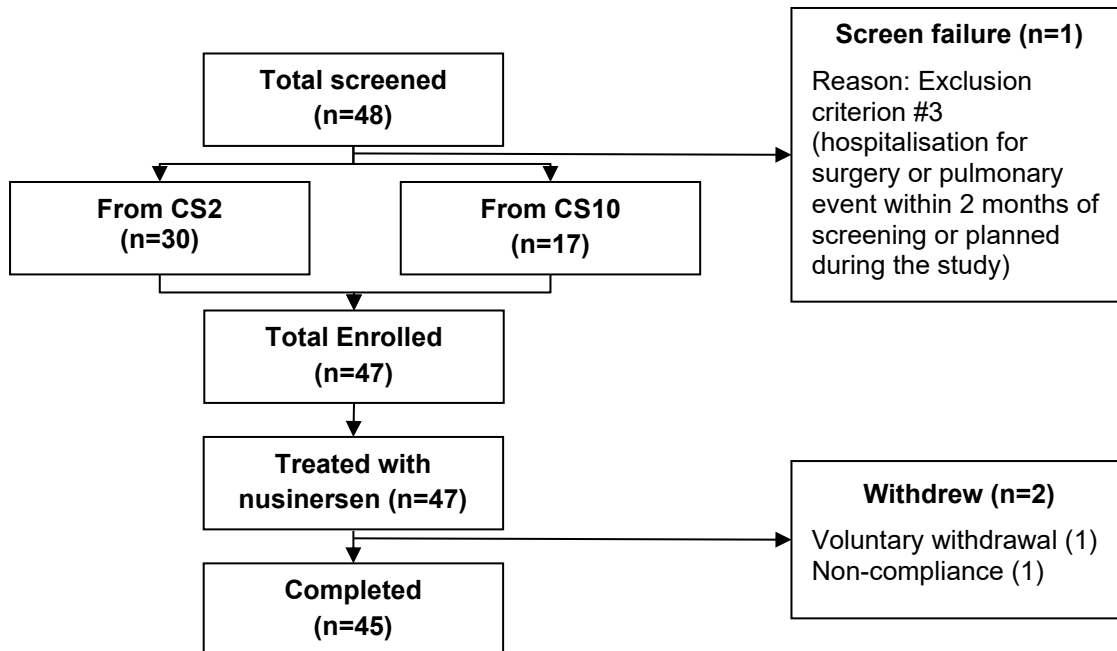 Total screened
(n=48)
Screen failure (n=1)
Reason: Exclusion
criterion #3
(hospitalisation for
surgery or pulmonary
event within 2 months of
screening or planned
during the study)
From CS2
(n=30)
From CS10
(n=17)
Total Enrolled
(n=47)
Treated with
nusinersen (n=47)
Withdrew (n=2)
Voluntary withdrawal (1)
Non-compliance (1)
Completed
(n=45)